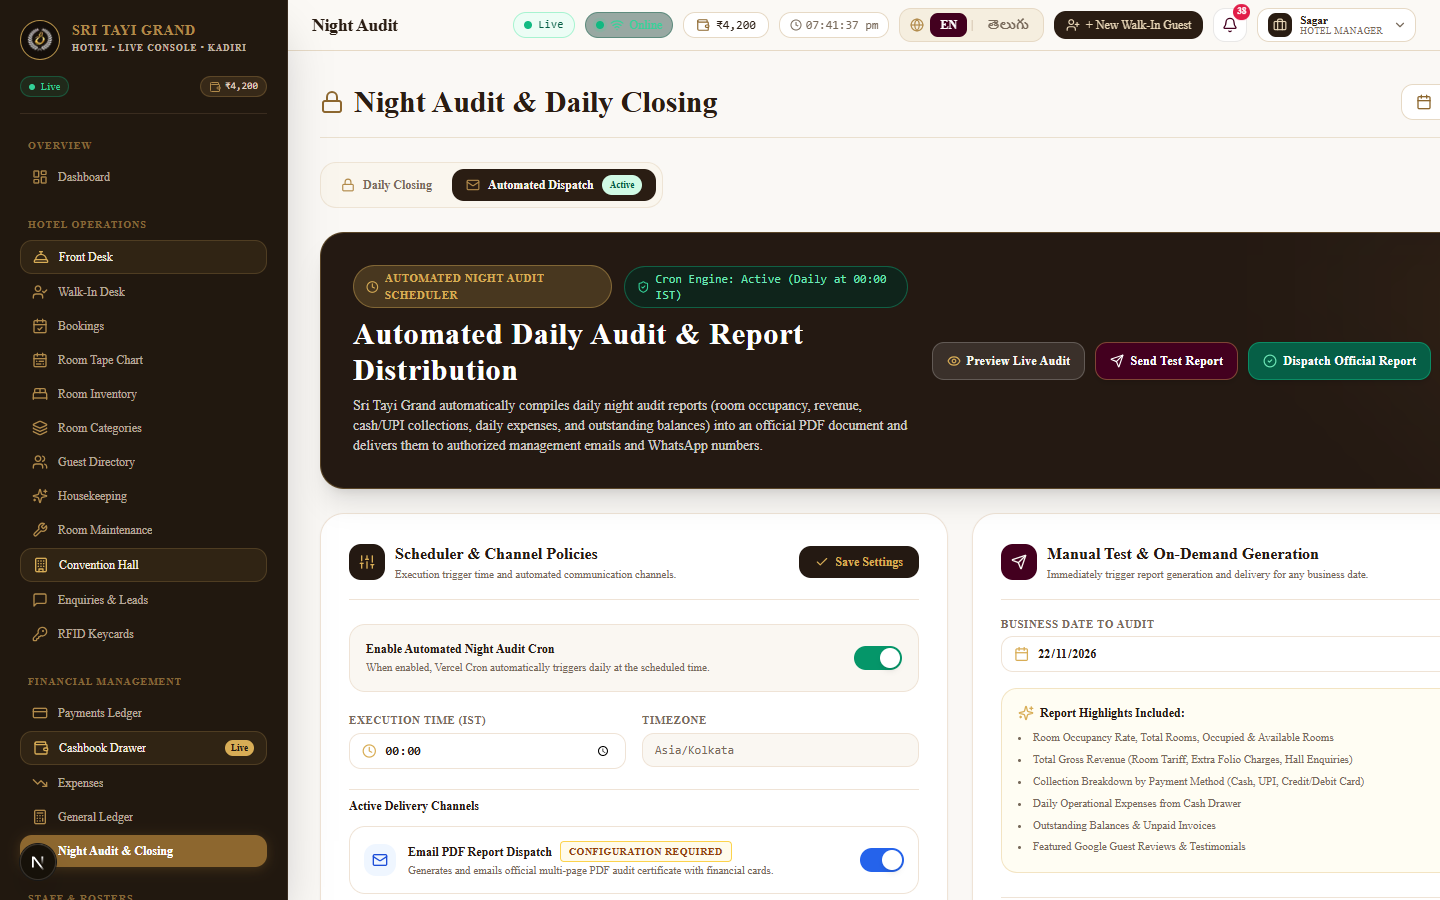 SRI TAYI GRAND
HOTEL • LIVE CONSOLE • KADIRI
Live
₹4,200
OVERVIEW
Dashboard
HOTEL OPERATIONS
Front Desk
Walk-In Desk
Bookings
Room Tape Chart
Room Inventory
Room Categories
Guest Directory
Housekeeping
Room Maintenance
Convention Hall
Enquiries & Leads
RFID Keycards
FINANCIAL MANAGEMENT
Payments Ledger
Cashbook Drawer
Live
Expenses
General Ledger
Night Audit & Closing
N
STAFF & ROSTERS
Night Audit
Live
Online
₹4,200
07:41:37 pm
EN
తెలుగు
+ New Walk-In Guest
38
Sagar
HOTEL MANAGER
Night Audit & Daily Closing
Daily Closing
Automated Dispatch
Active
AUTOMATED NIGHT AUDIT
SCHEDULER
Cron Engine: Active (Daily at 00:00
IST)
Automated Daily Audit & Report
Distribution
Sri Tayi Grand automatically compiles daily night audit reports (room occupancy, revenue,
cash/UPI collections, daily expenses, and outstanding balances) into an official PDF document and
delivers them to authorized management emails and WhatsApp numbers.
Preview Live Audit
Send Test Report
Dispatch Official Report
Scheduler & Channel Policies
Execution trigger time and automated communication channels.
Save Settings
Enable Automated Night Audit Cron
When enabled, Vercel Cron automatically triggers daily at the scheduled time.
EXECUTION TIME (IST)
TIMEZONE
00:00
Asia/Kolkata
Active Delivery Channels
Email PDF Report Dispatch
CONFIGURATION REQUIRED
Generates and emails official multi-page PDF audit certificate with financial cards.
Manual Test & On-Demand Generation
Immediately trigger report generation and delivery for any business date.
BUSINESS DATE TO AUDIT
22/11/2026
Report Highlights Included:
• Room Occupancy Rate, Total Rooms, Occupied & Available Rooms
• Total Gross Revenue (Room Tariff, Extra Folio Charges, Hall Enquiries)
• Collection Breakdown by Payment Method (Cash, UPI, Credit/Debit Card)
• Daily Operational Expenses from Cash Drawer
• Outstanding Balances & Unpaid Invoices
• Featured Google Guest Reviews & Testimonials